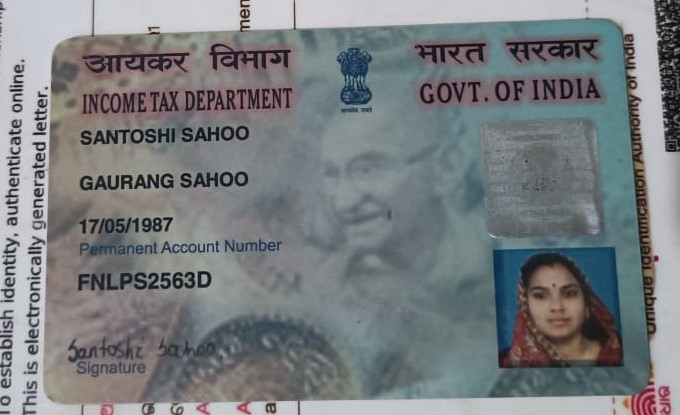 आयकर विभाग
INCOME TAX DEPARTMENT
भारत सरकार
GOVT. OF INDIA
SANTOSHI SAHOO
GAURANG SAHOO
17/05/1987
Permanent Account Number
FNLPS2563D
Santoshi Sahoo
Signature
To establish identity, authenticate online.
This is electronically generated letter.
Unique Identification Authority of India